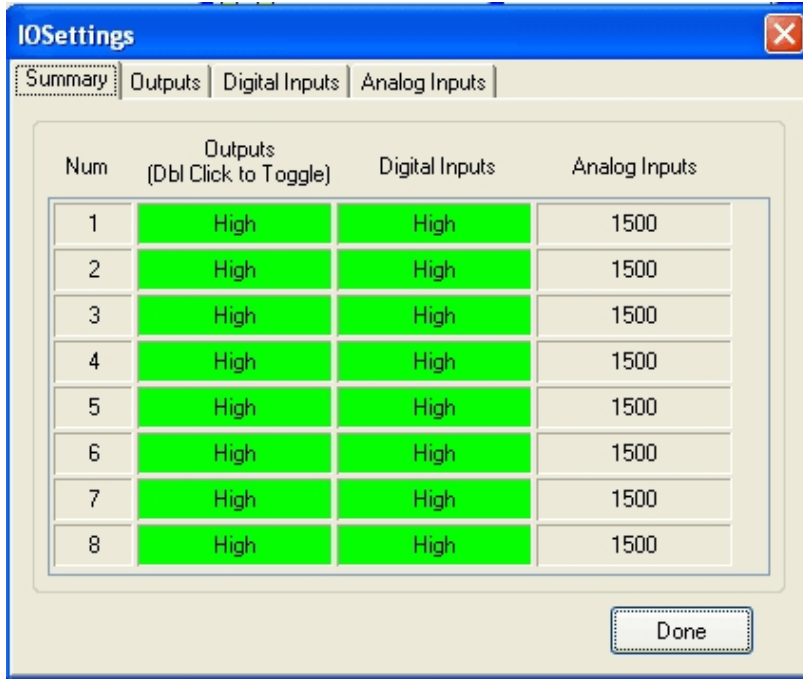 IOSettings
Summary Outputs Digital Inputs Analog Inputs
Num Outputs (Dbl Click to Toggle) Digital Inputs Analog Inputs
1 High High 1500
2 High High 1500
3 High High 1500
4 High High 1500
5 High High 1500
6 High High 1500
7 High High 1500
8 High High 1500
Done